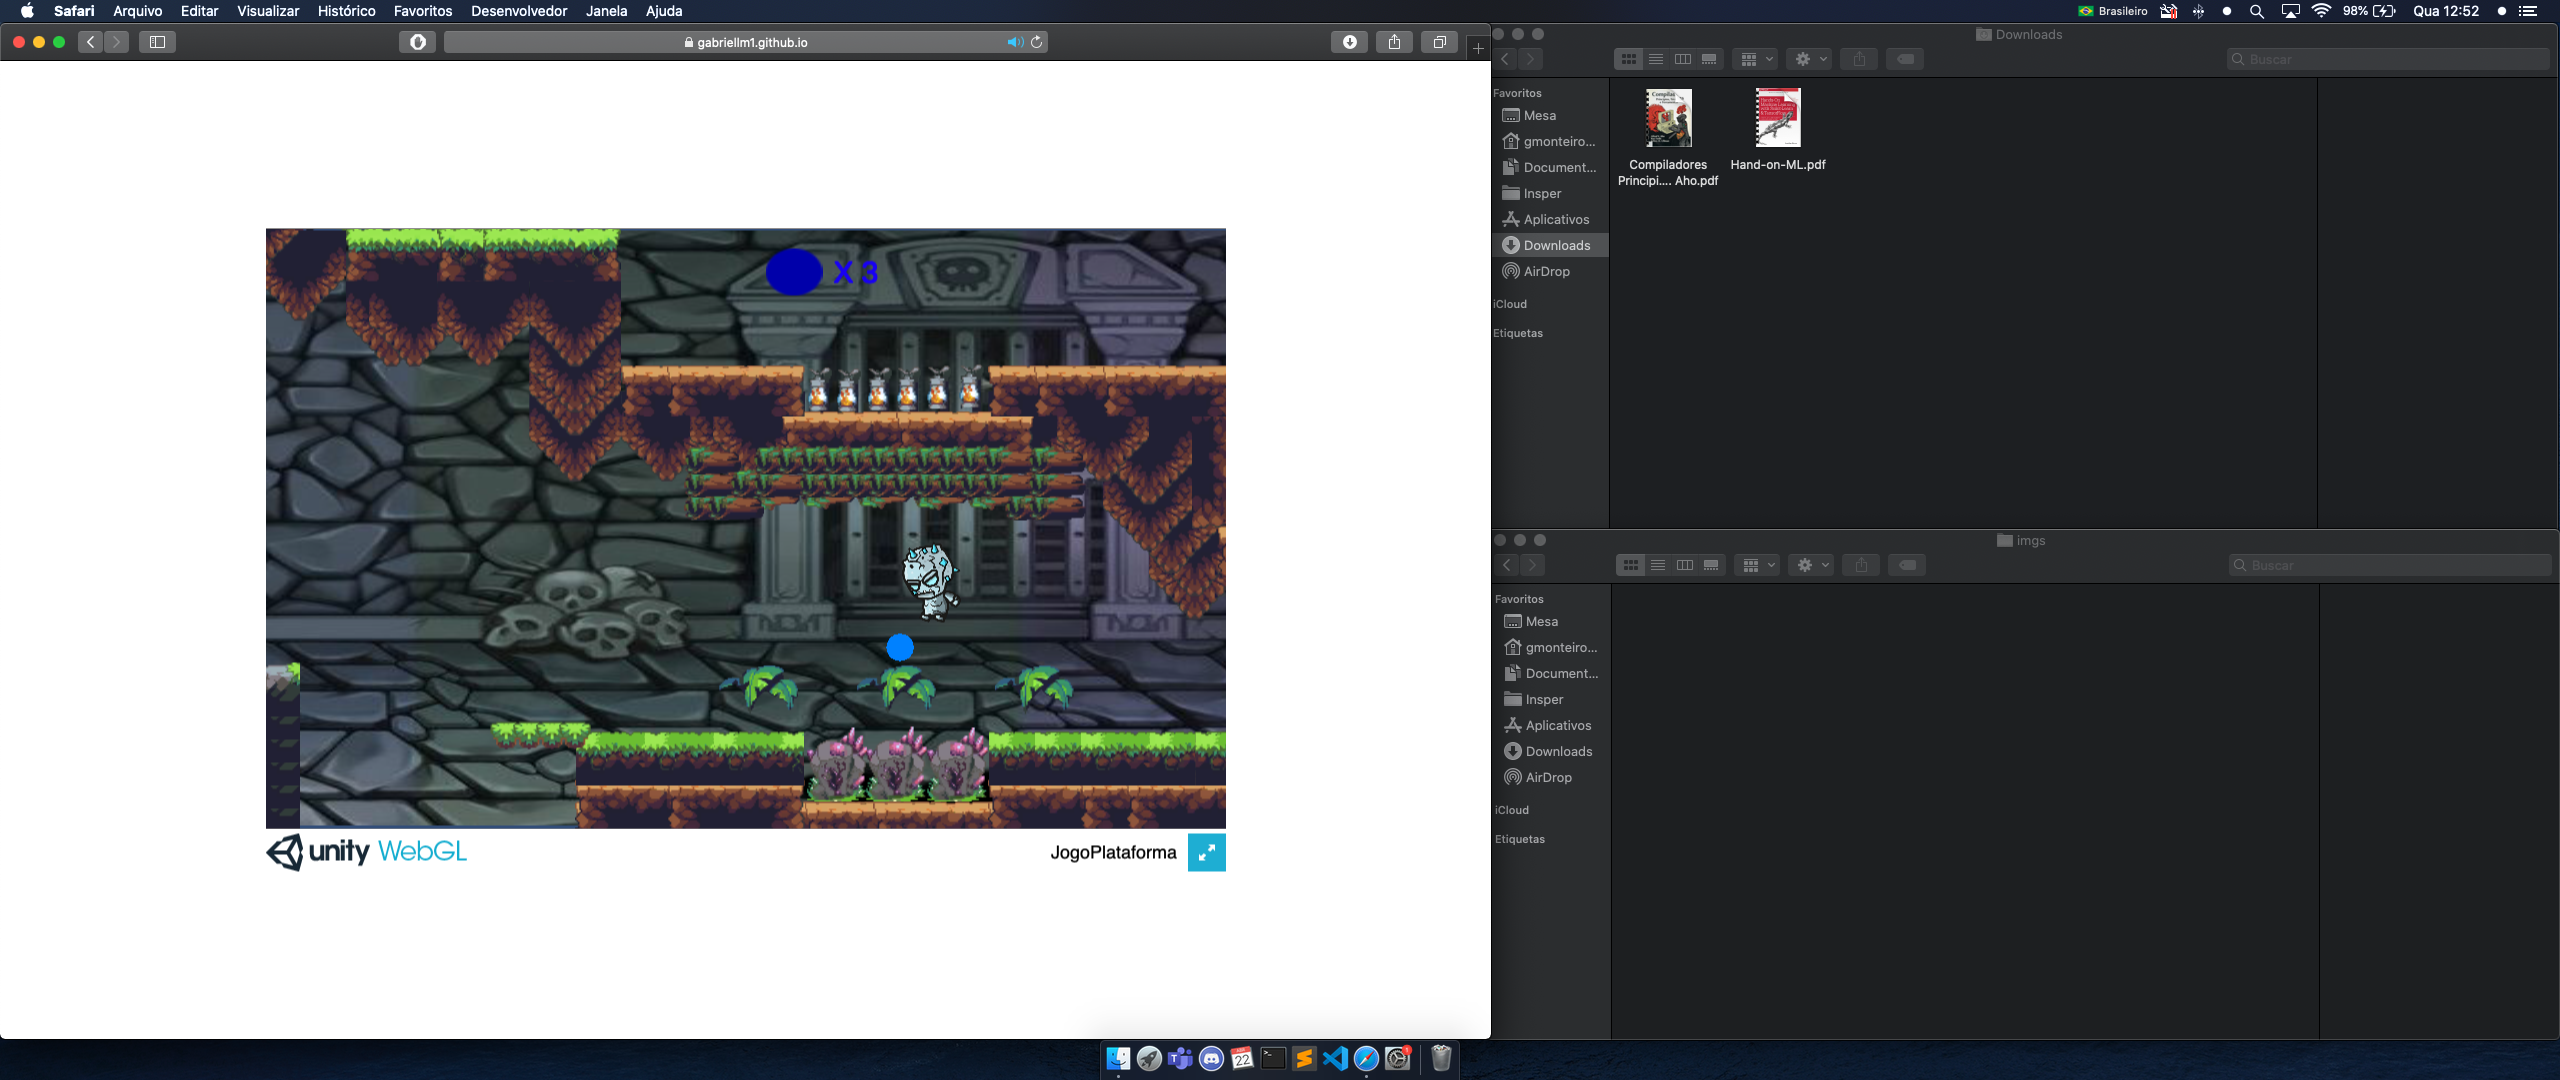 Safari Arquivo Editar Visualizar Histórico Favoritos Desenvolvedor Janela Ajuda
Brasileiro 98% Qua 12:52
gabriellm1.github.io
X 3
unity WebGL
JogoPlataforma
Downloads
Buscar
Favoritos
Mesa
gmonteiro...
Document...
Insper
Aplicativos
Downloads
AirDrop
iCloud
Etiquetas
Compiladores
Principi.... Aho.pdf
Hand-on-ML.pdf
imgs
Buscar
Favoritos
Mesa
gmonteiro...
Document...
Insper
Aplicativos
Downloads
AirDrop
iCloud
Etiquetas
22